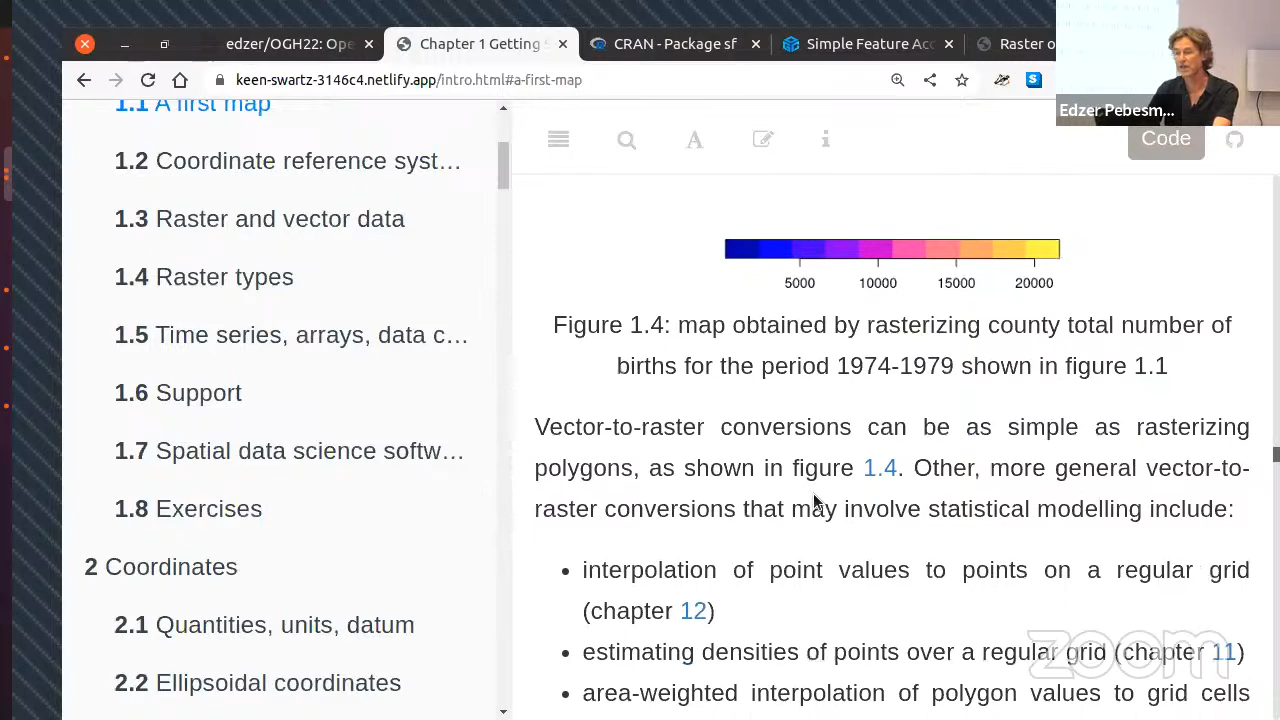 edzer/OGH22: Ope
Chapter 1 Getting S
CRAN - Package sf
Simple Feature Acc
Raster o
keen-swartz-3146c4.netlify.app/intro.html#a-first-map
Edzer Pebesm...
1.1 A first map
1.2 Coordinate reference syst…
1.3 Raster and vector data
1.4 Raster types
1.5 Time series, arrays, data c…
1.6 Support
1.7 Spatial data science softw…
1.8 Exercises
2 Coordinates
2.1 Quantities, units, datum
2.2 Ellipsoidal coordinates
Code
5000 10000 15000 20000
Figure 1.4: map obtained by rasterizing county total number of
births for the period 1974-1979 shown in figure 1.1
Vector-to-raster conversions can be as simple as rasterizing
polygons, as shown in figure 1.4. Other, more general vector-to-
raster conversions that may involve statistical modelling include:
• interpolation of point values to points on a regular grid
(chapter 12)
• estimating densities of points over a regular grid (chapter 11)
• area-weighted interpolation of polygon values to grid cells
zoom